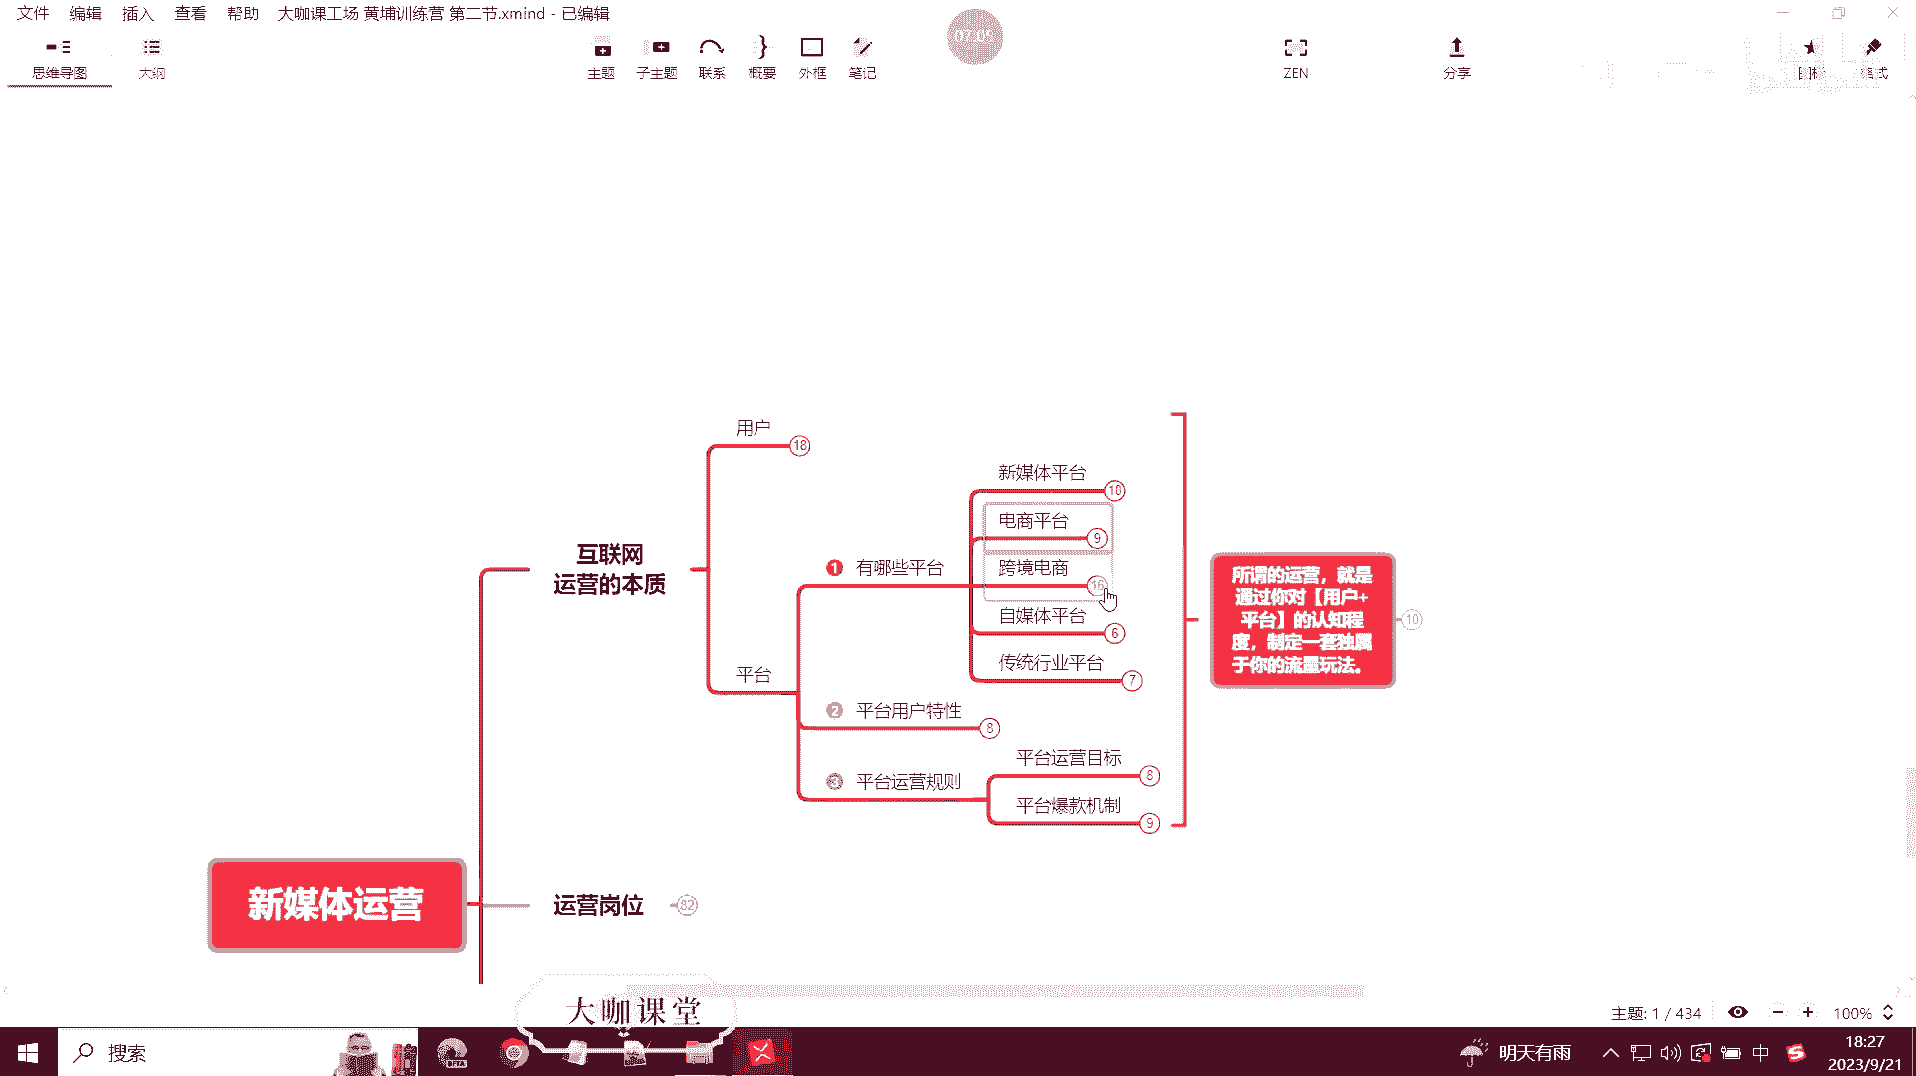 文件 编辑 插入 查看 帮助 大咖课工场 黄埔训练营 第二节.xmind - 已编辑
思维导图 大纲 主题 子主题 联系 概要 外框 笔记 07:05 ZEN 分享 图标 格式
用户 18
新媒体平台 10
电商平台 9
互联网
运营的本质
1 有哪些平台
跨境电商 16
自媒体平台 6
传统行业平台 7
平台
2 平台用户特性 8
平台运营目标 8
3 平台运营规则
平台爆款机制 9
所谓的运营，就是
通过你对【用户+
平台】的认知程
度，制定一套独属
于你的流量玩法。
10
新媒体运营
运营岗位 82
大咖课堂
主题: 1 / 434 100%
搜索
BETA
明天有雨
中
18:27
2023/9/21